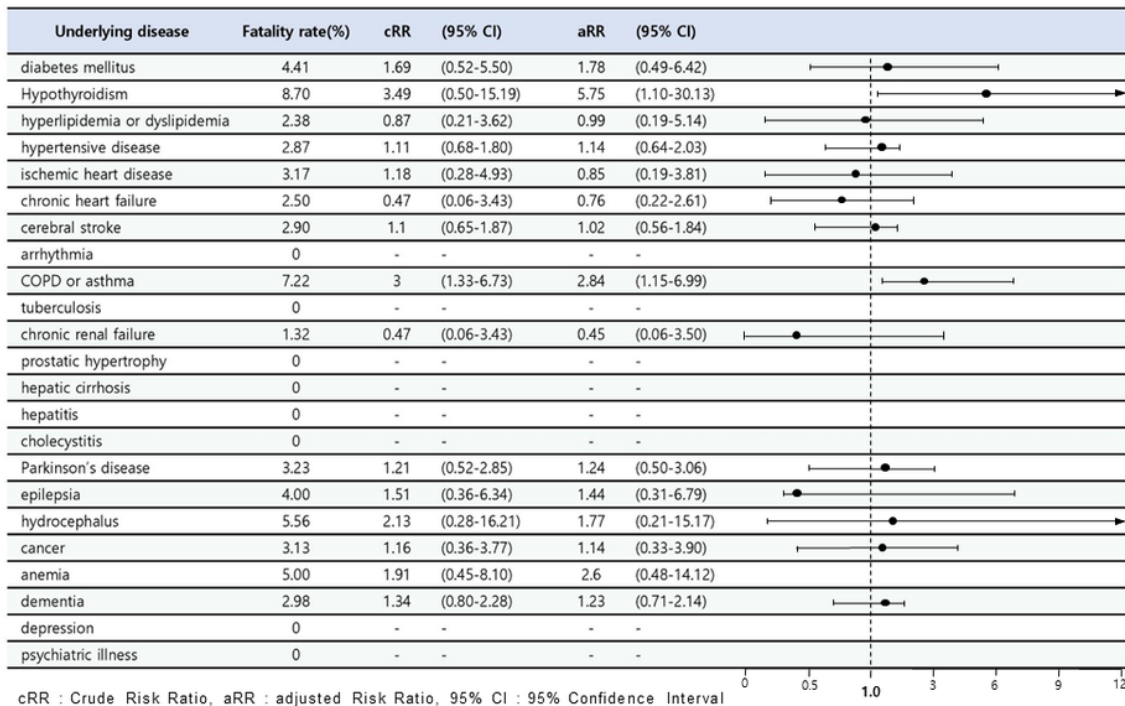 Underlying disease Fatality rate(%) cRR (95% CI) aRR (95% CI)
diabetes mellitus 4.41 1.69 (0.52-5.50) 1.78 (0.49-6.42)
Hypothyroidism 8.70 3.49 (0.50-15.19) 5.75 (1.10-30.13)
hyperlipidemia or dyslipidemia 2.38 0.87 (0.21-3.62) 0.99 (0.19-5.14)
hypertensive disease 2.87 1.11 (0.68-1.80) 1.14 (0.64-2.03)
ischemic heart disease 3.17 1.18 (0.28-4.93) 0.85 (0.19-3.81)
chronic heart failure 2.50 0.47 (0.06-3.43) 0.76 (0.22-2.61)
cerebral stroke 2.90 1.1 (0.65-1.87) 1.02 (0.56-1.84)
arrhythmia 0 - - - -
COPD or asthma 7.22 3 (1.33-6.73) 2.84 (1.15-6.99)
tuberculosis 0 - - - -
chronic renal failure 1.32 0.47 (0.06-3.43) 0.45 (0.06-3.50)
prostatic hypertrophy 0 - - - -
hepatic cirrhosis 0 - - - -
hepatitis 0 - - - -
cholecystitis 0 - - - -
Parkinson's disease 3.23 1.21 (0.52-2.85) 1.24 (0.50-3.06)
epilepsia 4.00 1.51 (0.36-6.34) 1.44 (0.31-6.79)
hydrocephalus 5.56 2.13 (0.28-16.21) 1.77 (0.21-15.17)
cancer 3.13 1.16 (0.36-3.77) 1.14 (0.33-3.90)
anemia 5.00 1.91 (0.45-8.10) 2.6 (0.48-14.12)
dementia 2.98 1.34 (0.80-2.28) 1.23 (0.71-2.14)
depression 0 - - - -
psychiatric illness 0 - - - -
0 0.5 1.0 3 6 9 12
cRR : Crude Risk Ratio, aRR : adjusted Risk Ratio, 95% CI : 95% Confidence Interval